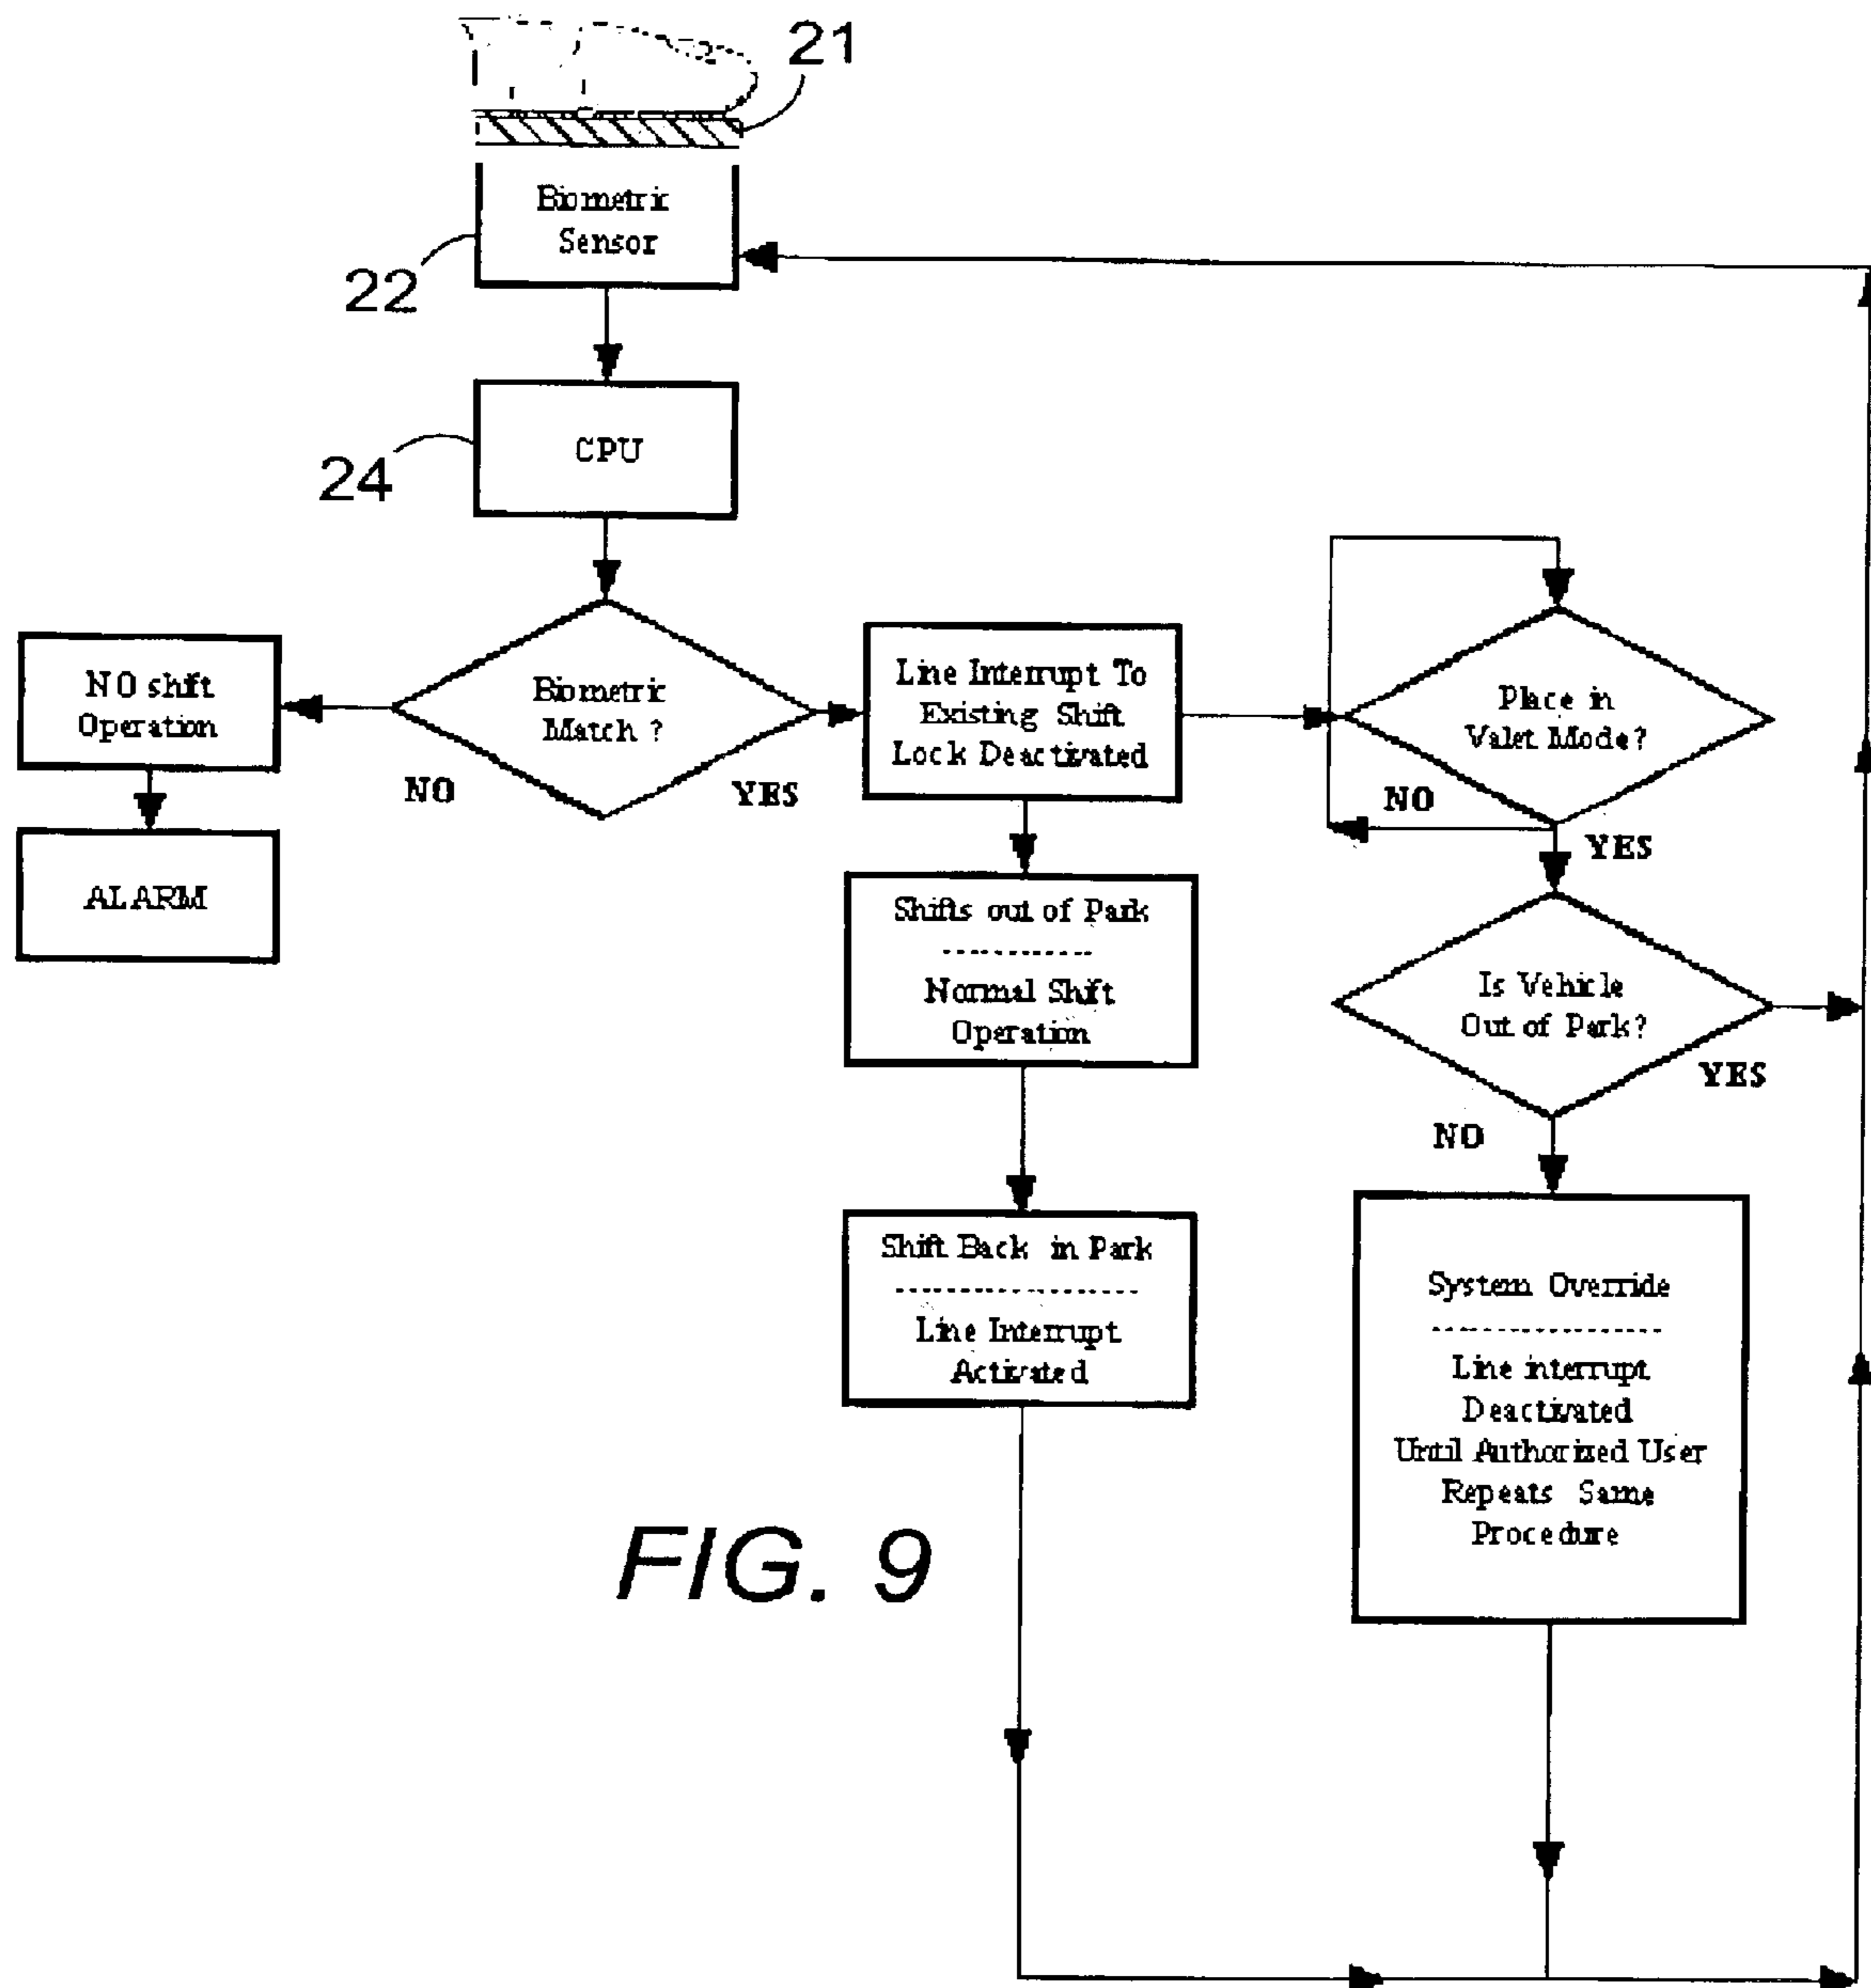 21
Biometric
Sensor
22
CPU
24
NO shift
Operation
Biometric
Match ?
NO
YES
ALARM
Line Interrupt To
Existing Shift
Lock Deactivated
Place in
Valet Mode?
NO
YES
Shifts out of Park
Normal Shift
Operation
Is Vehicle
Out of Park?
YES
NO
Shift Back in Park
Line Interrupt
Activated
System Override
Line interrupt
Deactivated
Until Authorized User
Repeats Same
Procedure
FIG. 9